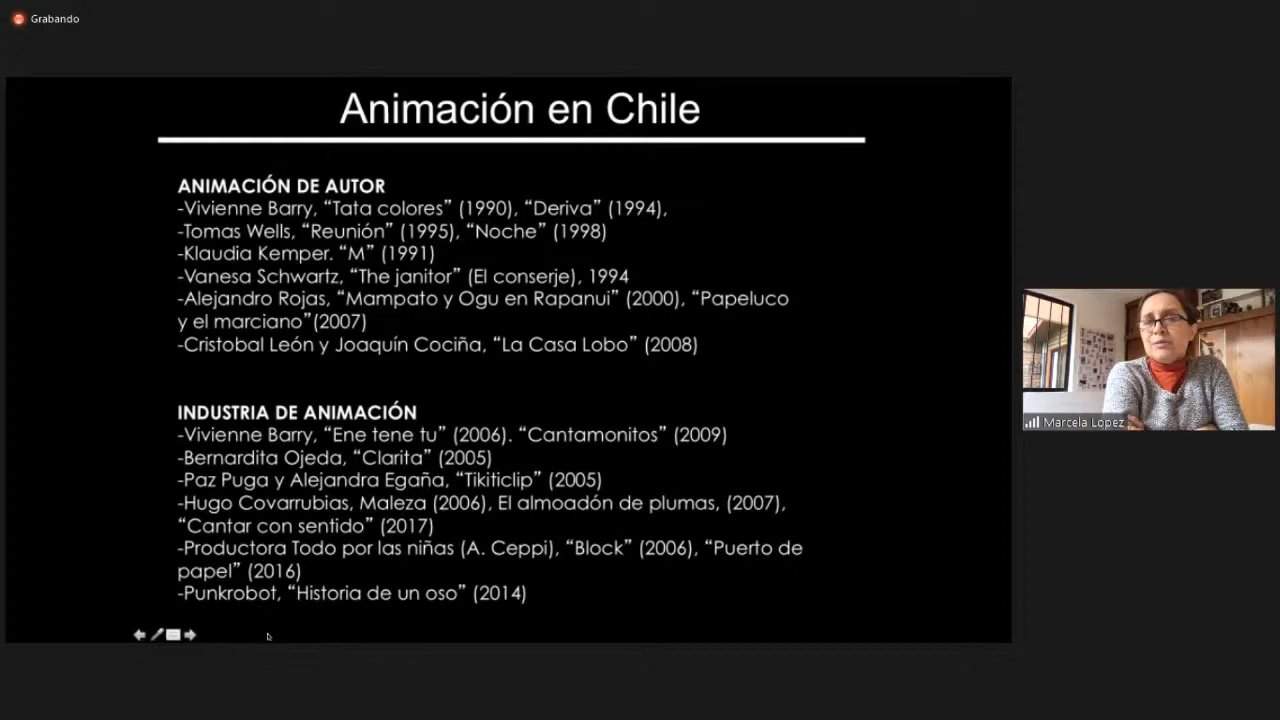 Grabando
Animación en Chile
ANIMACIÓN DE AUTOR
-Vivienne Barry, “Tata colores” (1990), “Deriva” (1994),
-Tomas Wells, “Reunión” (1995), “Noche” (1998)
-Klaudia Kemper. “M” (1991)
-Vanesa Schwartz, “The janitor” (El conserje), 1994
-Alejandro Rojas, “Mampato y Ogu en Rapanui” (2000), “Papeluco
y el marciano”(2007)
-Cristobal León y Joaquín Cociña, “La Casa Lobo” (2008)
INDUSTRIA DE ANIMACIÓN
-Vivienne Barry, “Ene tene tu” (2006). “Cantamonitos” (2009)
-Bernardita Ojeda, “Clarita” (2005)
-Paz Puga y Alejandra Egaña, “Tikiticlip” (2005)
-Hugo Covarrubias, Maleza (2006), El almoadón de plumas, (2007),
“Cantar con sentido” (2017)
-Productora Todo por las niñas (A. Ceppi), “Block” (2006), “Puerto de
papel” (2016)
-Punkrobot, “Historia de un oso” (2014)
Marcela Lopez